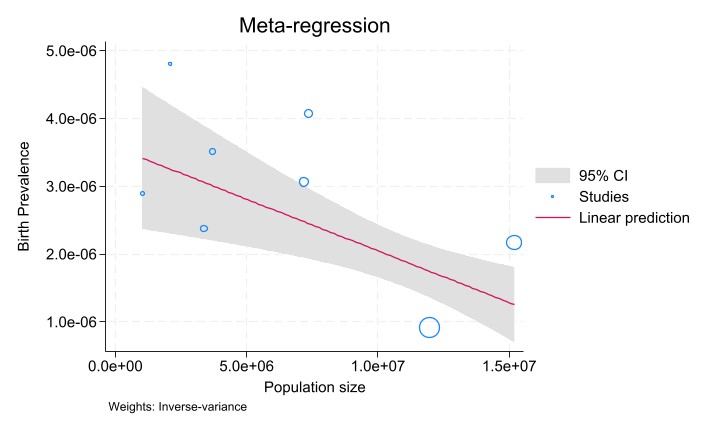 Meta-regression
5.0e-06
4.0e-06
3.0e-06
2.0e-06
1.0e-06
Birth Prevalence
0.0e+00
5.0e+06
1.0e+07
1.5e+07
Population size
Weights: Inverse-variance
95% CI
Studies
Linear prediction